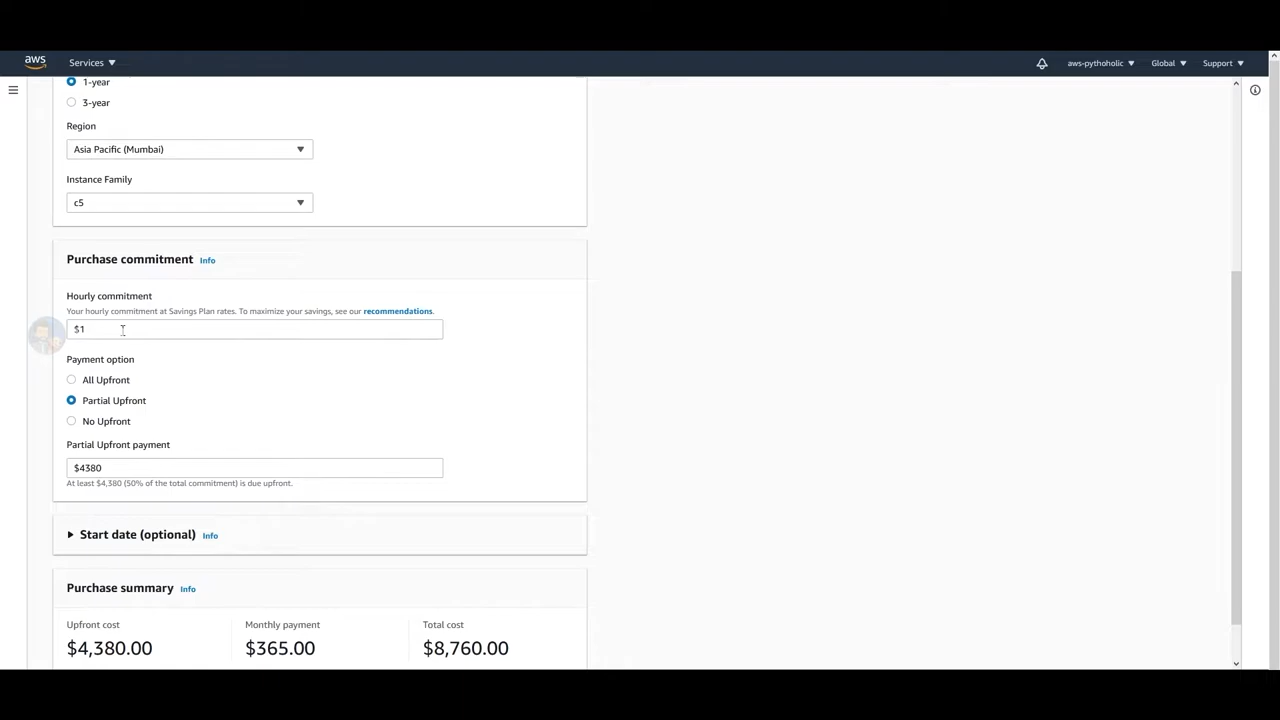 aws Services aws-pythoholic Global Support
1-year
3-year
Region
Asia Pacific (Mumbai)
Instance Family
c5
Purchase commitment Info
Hourly commitment
Your hourly commitment at Savings Plan rates. To maximize your savings, see our recommendations.
$1
Payment option
All Upfront
Partial Upfront
No Upfront
Partial Upfront payment
$4380
At least $4,380 (50% of the total commitment) is due upfront.
Start date (optional) Info
Purchase summary Info
Upfront cost Monthly payment Total cost
$4,380.00 $365.00 $8,760.00